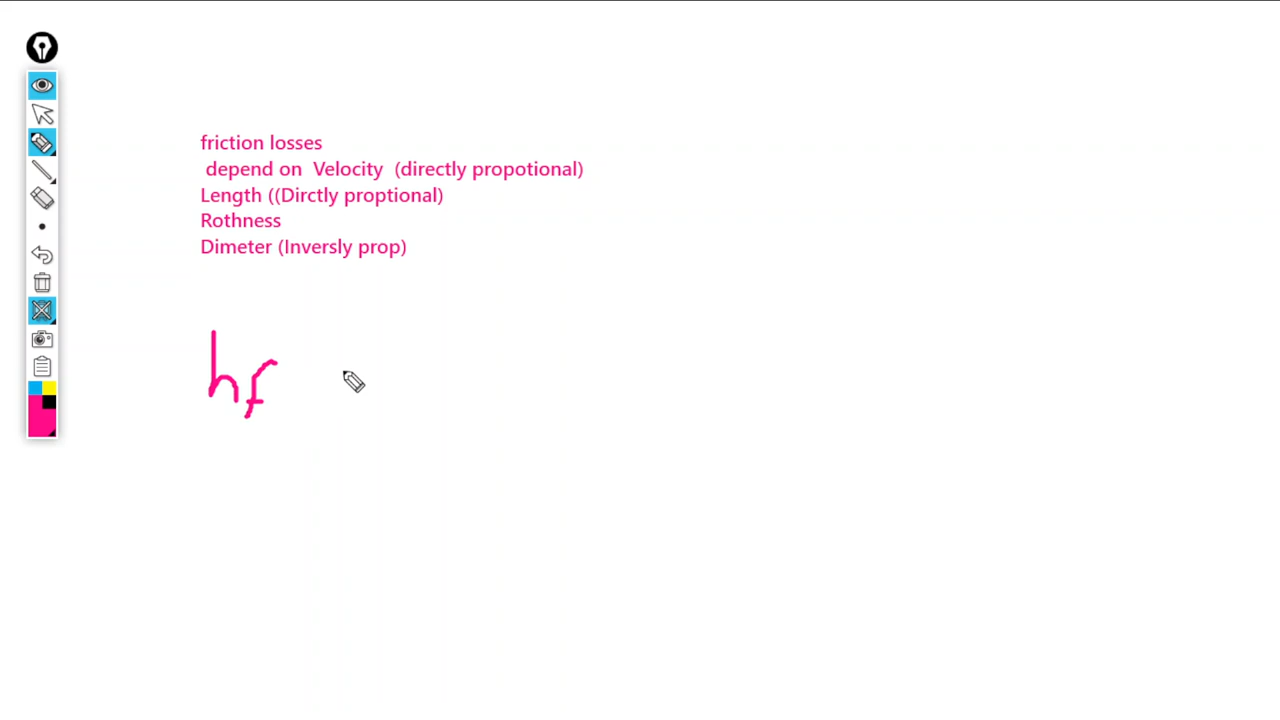 friction losses
depend on Velocity (directly propotional)
Length ((Dirctly proptional)
Rothness
Dimeter (Inversly prop)
hf